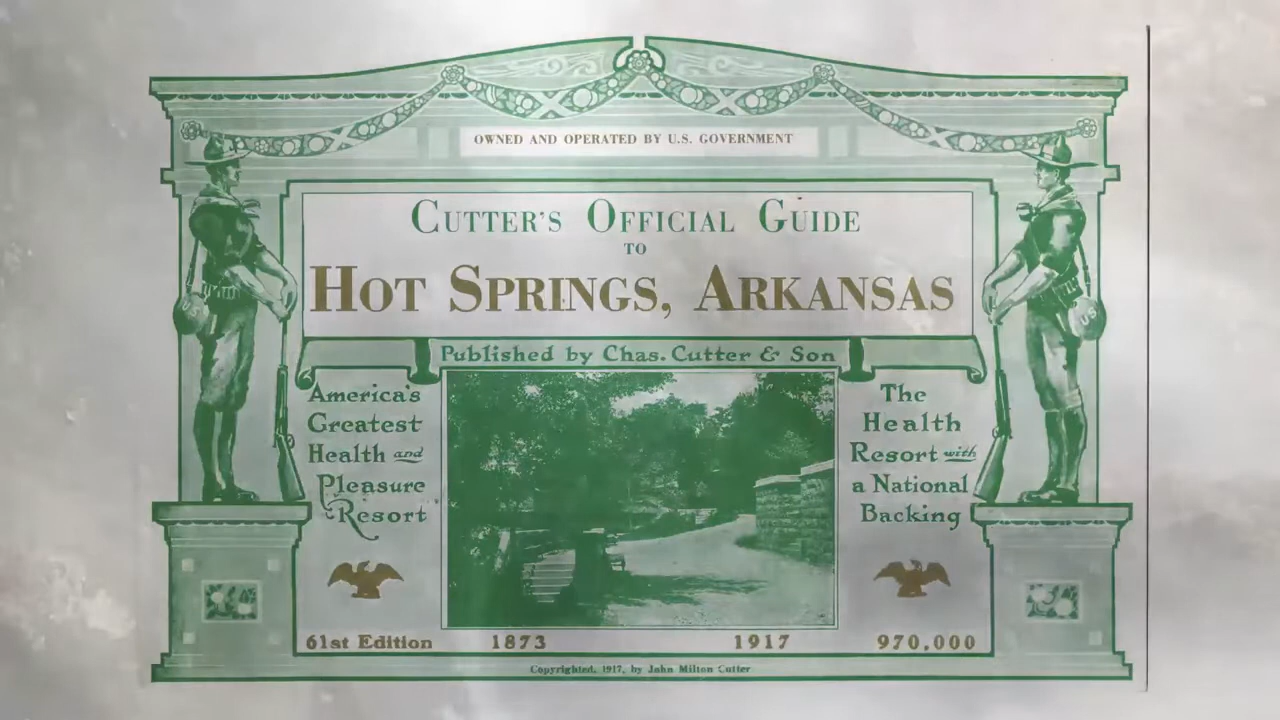 OWNED AND OPERATED BY U.S. GOVERNMENT
CUTTER'S OFFICIAL GUIDE
TO
HOT SPRINGS, ARKANSAS
Published by Chas. Cutter & Son
America's
Greatest
Health and
Pleasure
Resort
The
Health
Resort with
a National
Backing
US
61st Edition 1873 1917 970,000
Copyrighted, 1917, by John Milton Cutter